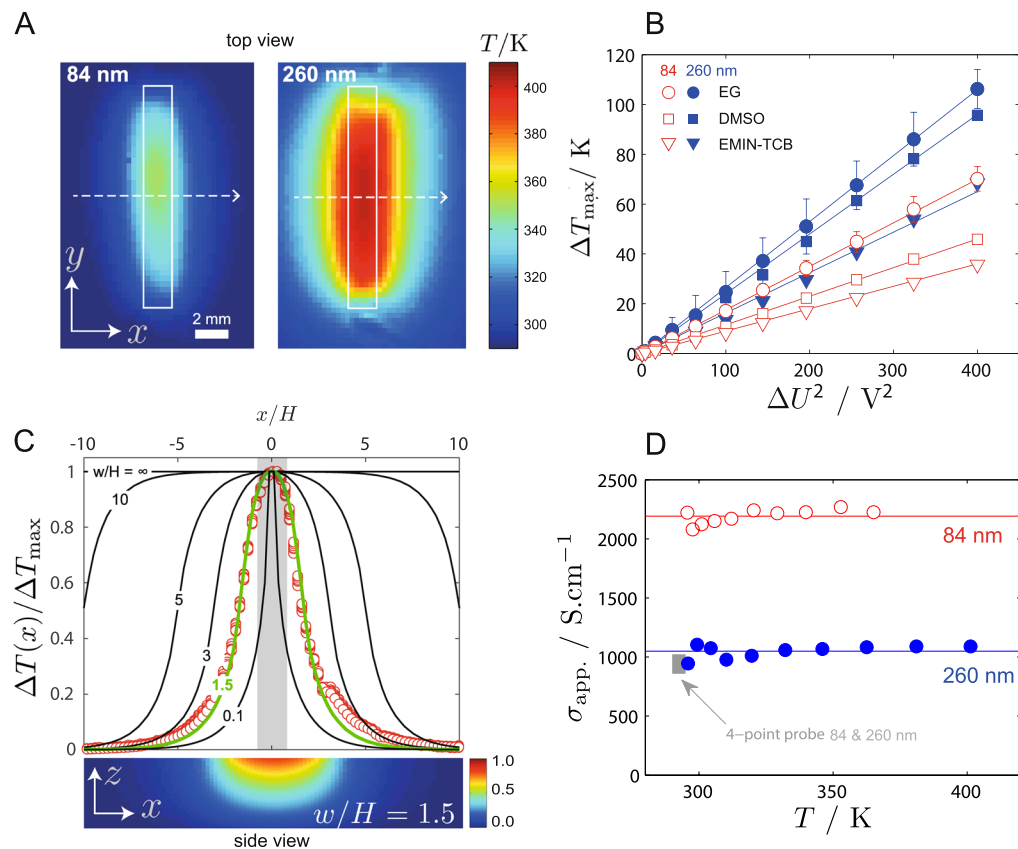 A
top view
84 nm
260 nm
T/K
400
380
360
340
320
300
y
x
2 mm
B
120
100
80
60
40
20
0
84 260 nm
EG
DMSO
EMIN-TCB
ΔT_max / K
0 100 200 300 400
ΔU² / V²
C
x/H
-10 -5 0 5 10
1
0.8
0.6
0.4
0.2
0
ΔT(x)/ΔT_max
w/H = ∞
10
5
3
1.5
0.1
z
x
w/H = 1.5
1.0
0.0
side view
D
2500
2000
1500
1000
500
0
σ_app. / S.cm⁻¹
84 nm
260 nm
4−point probe 84 & 260 nm
300 350 400
T / K